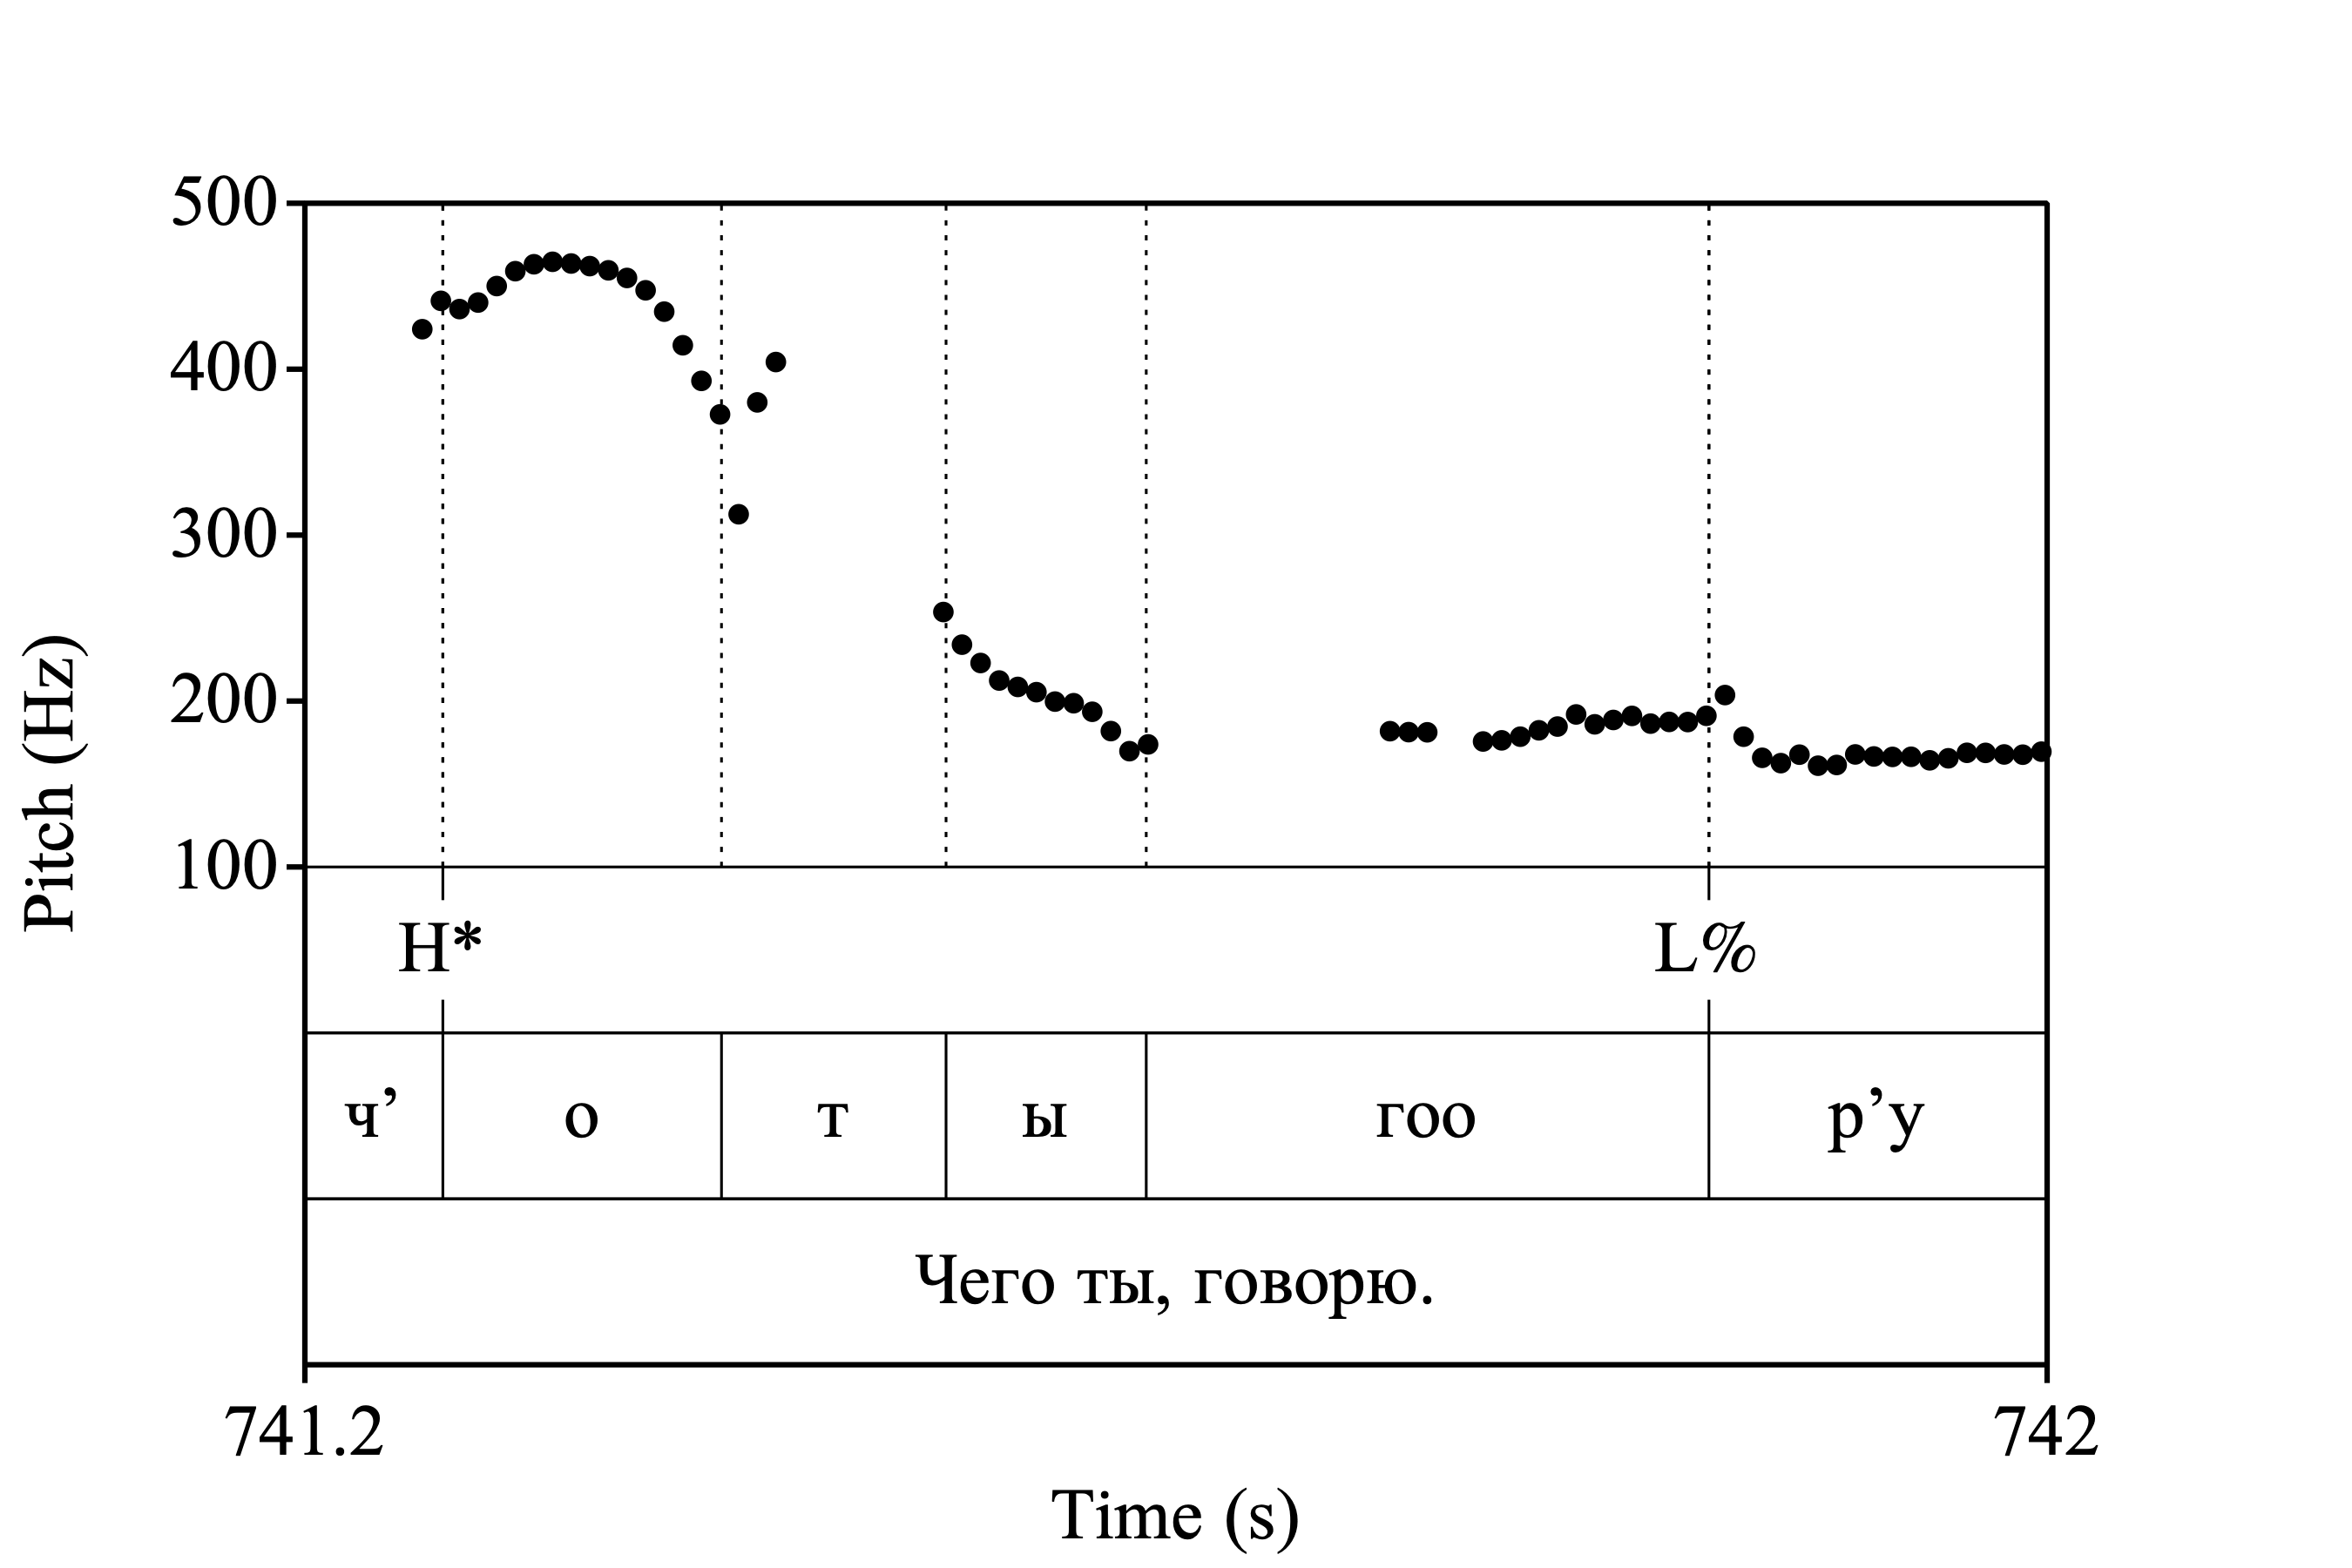 500
400
300
200
100
Pitch (Hz)
H* L%
ч’ о т ы гоо р’у
Чего ты, говорю.
741.2 742
Time (s)